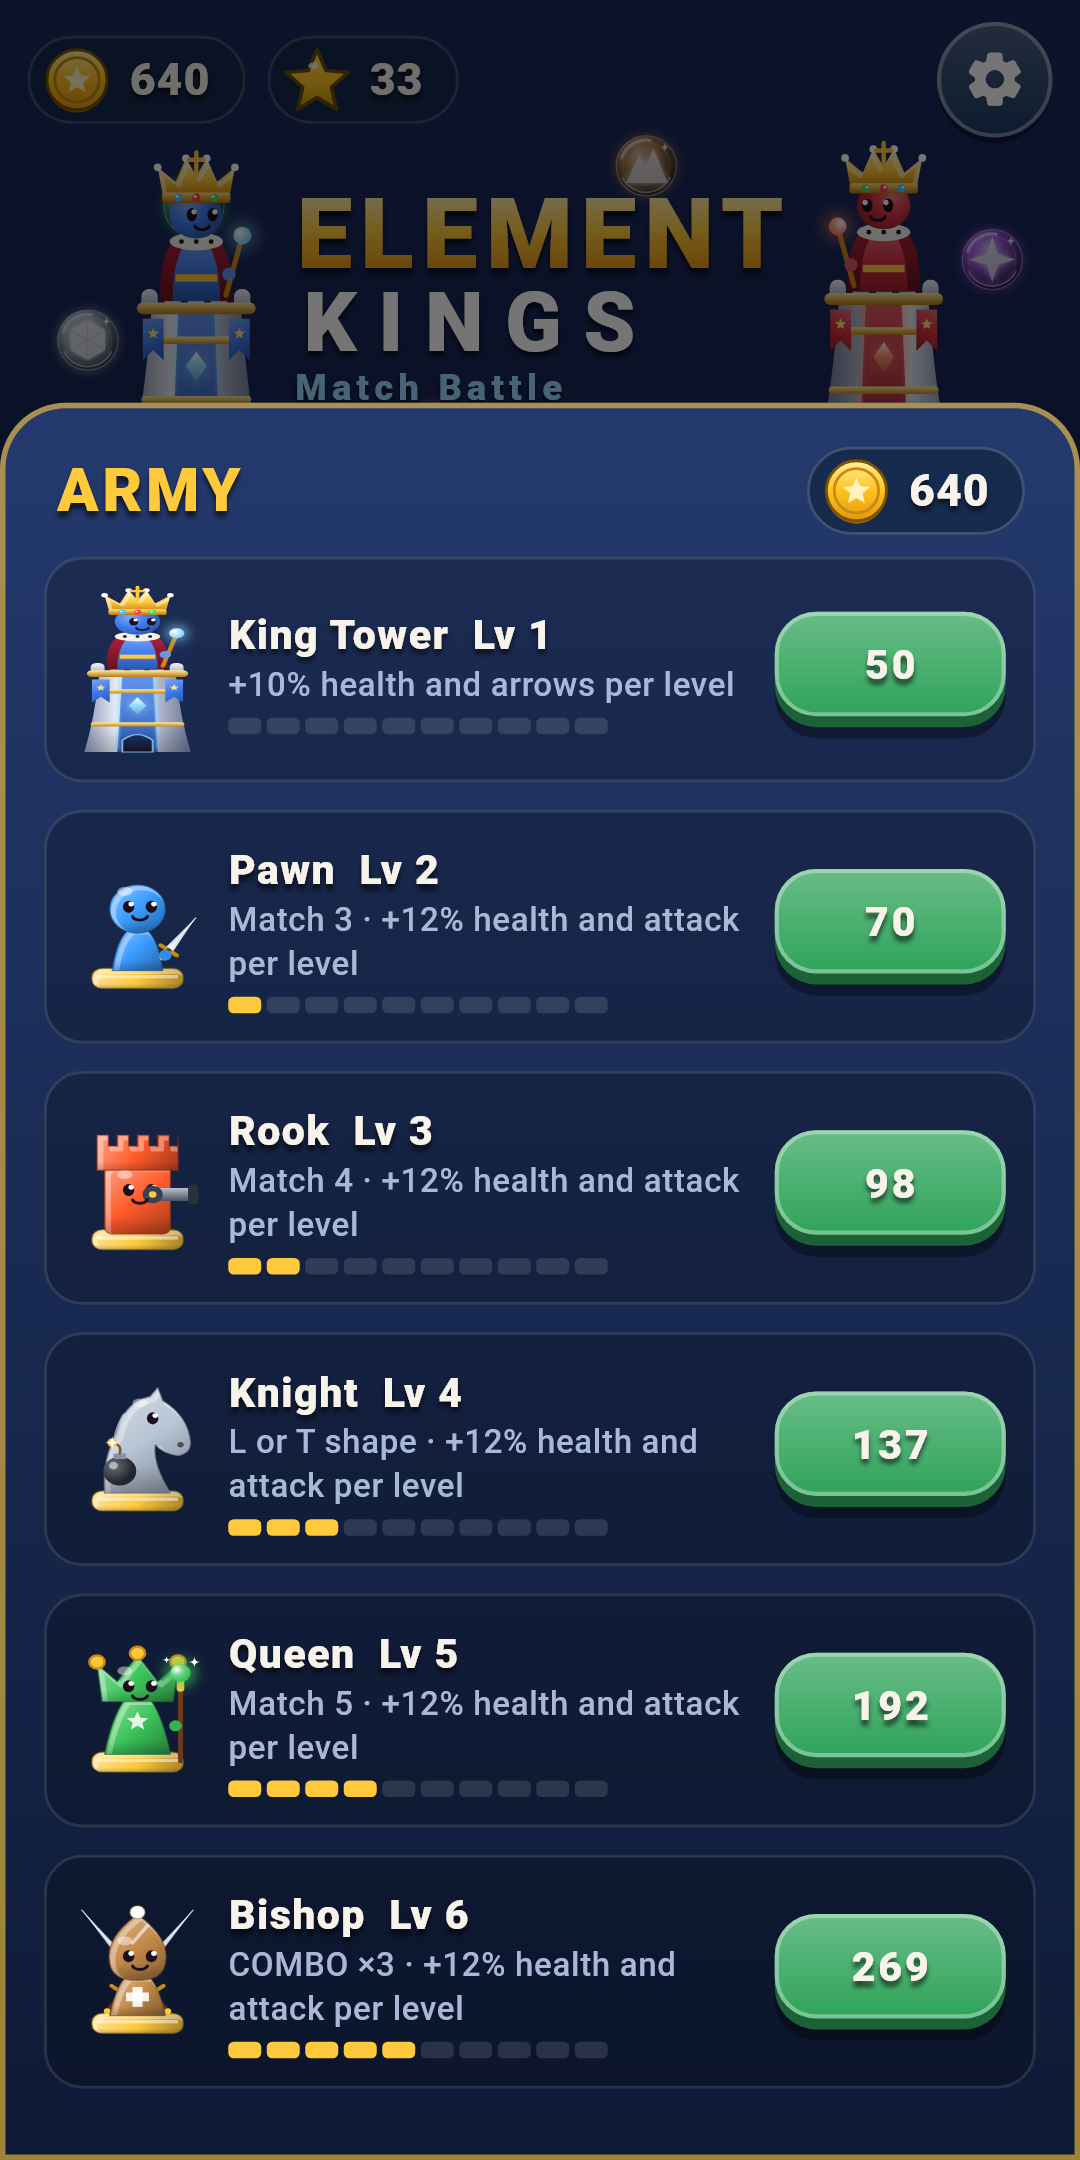 640 33
ELEMENT
KINGS
Match Battle
ARMY 640
King Tower Lv 1
+10% health and arrows per level
50
Pawn Lv 2
Match 3 · +12% health and attack
per level
70
Rook Lv 3
Match 4 · +12% health and attack
per level
98
Knight Lv 4
L or T shape · +12% health and
attack per level
137
Queen Lv 5
Match 5 · +12% health and attack
per level
192
Bishop Lv 6
COMBO ×3 · +12% health and
attack per level
269